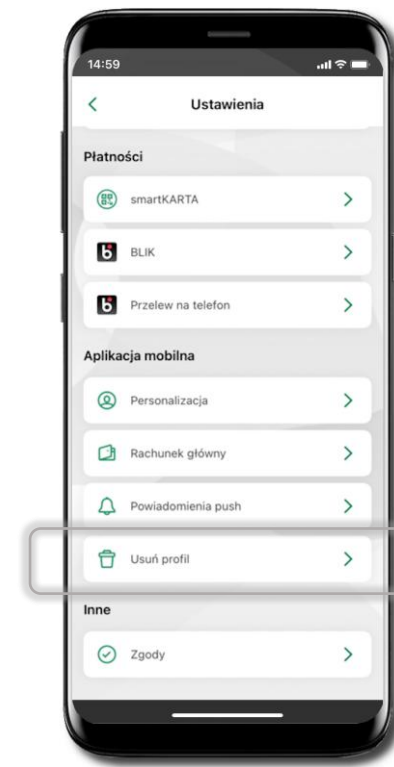 14:59
Ustawienia
Płatności
smartKARTA
BLIK
Przelew na telefon
Aplikacja mobilna
Personalizacja
Rachunek główny
Powiadomienia push
Usuń profil
Inne
Zgody